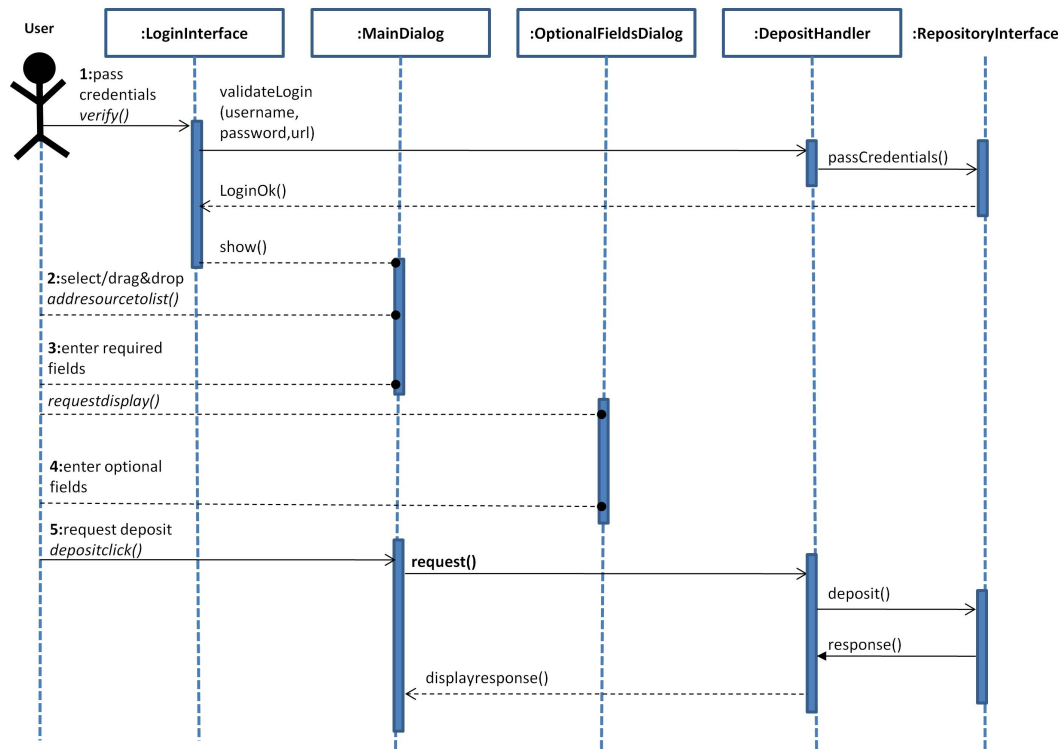 User
:LoginInterface
:MainDialog
:OptionalFieldsDialog
:DepositHandler
:RepositoryInterface
1:pass
credentials
verify()
validateLogin
(username,
password,url)
passCredentials()
LoginOk()
show()
2:select/drag&drop
addresourcetolist()
3:enter required
fields
requestdisplay()
4:enter optional
fields
5:request deposit
depositclick()
request()
deposit()
response()
displayresponse()